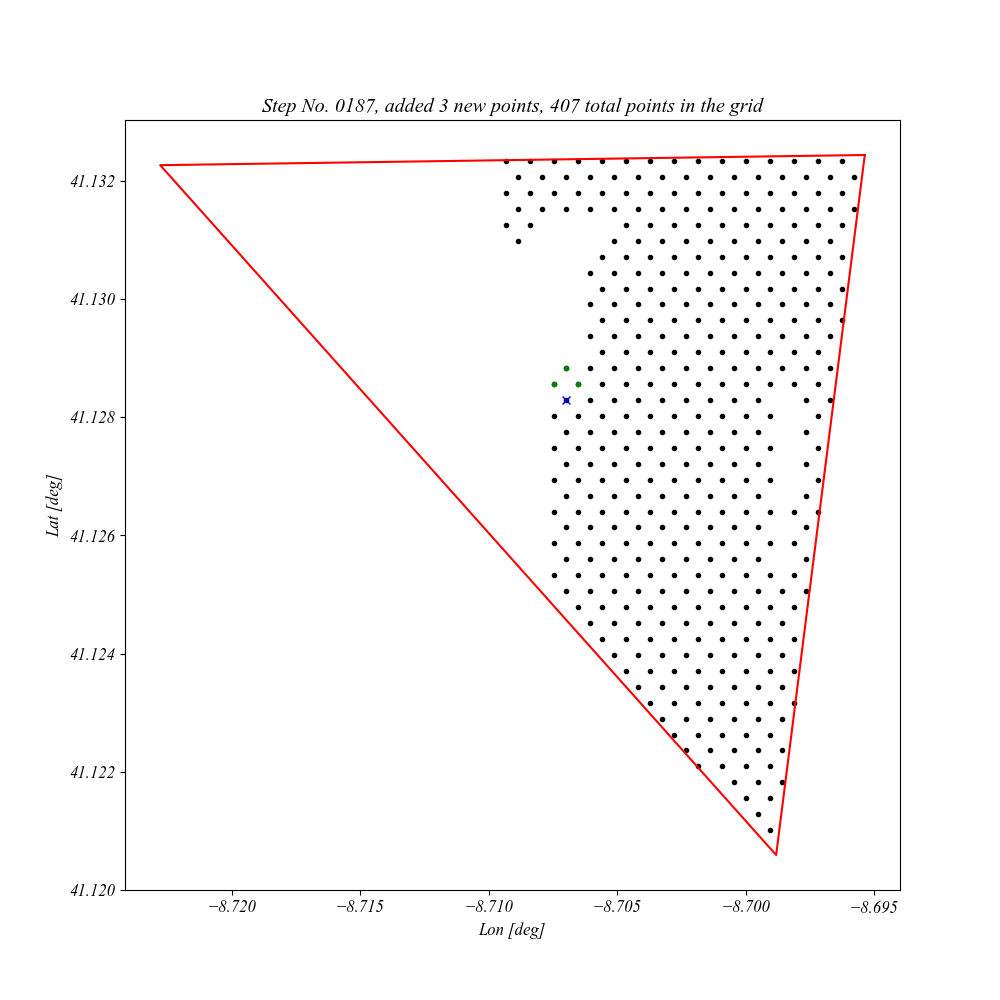 Step No. 0187, added 3 new points, 407 total points in the grid
41.132
41.130
41.128
41.126
41.124
41.122
41.120
Lat [deg]
−8.720 −8.715 −8.710 −8.705 −8.700 −8.695
Lon [deg]